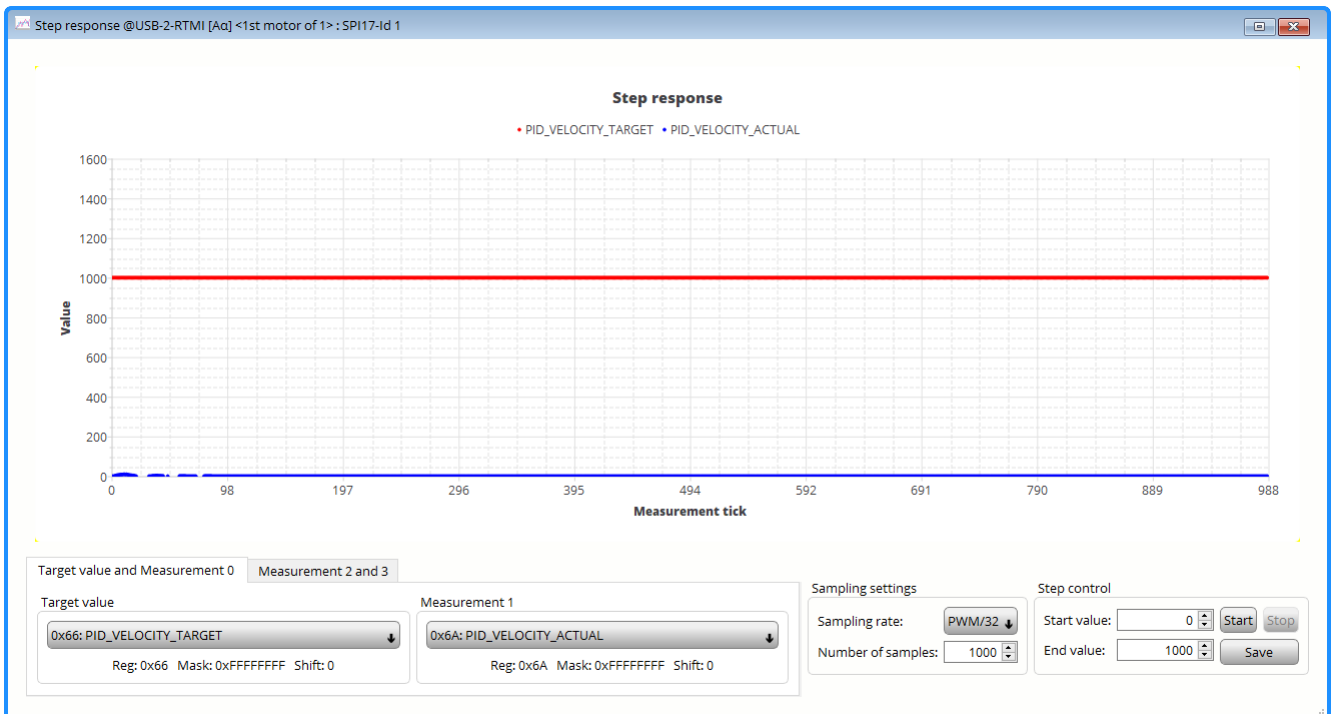 Step response @USB-2-RTMI [Aα] <1st motor of 1> : SPI17-Id 1
Step response
• PID_VELOCITY_TARGET • PID_VELOCITY_ACTUAL
1600
1400
1200
1000
800
600
400
200
0
Value
0 98 197 296 395 494 592 691 790 889 988
Measurement tick
Target value and Measurement 0 Measurement 2 and 3
Target value
0x66: PID_VELOCITY_TARGET
Reg: 0x66 Mask: 0xFFFFFFFF Shift: 0
Measurement 1
0x6A: PID_VELOCITY_ACTUAL
Reg: 0x6A Mask: 0xFFFFFFFF Shift: 0
Sampling settings
Sampling rate: PWM/32
Number of samples: 1000
Step control
Start value: 0 Start Stop
End value: 1000 Save